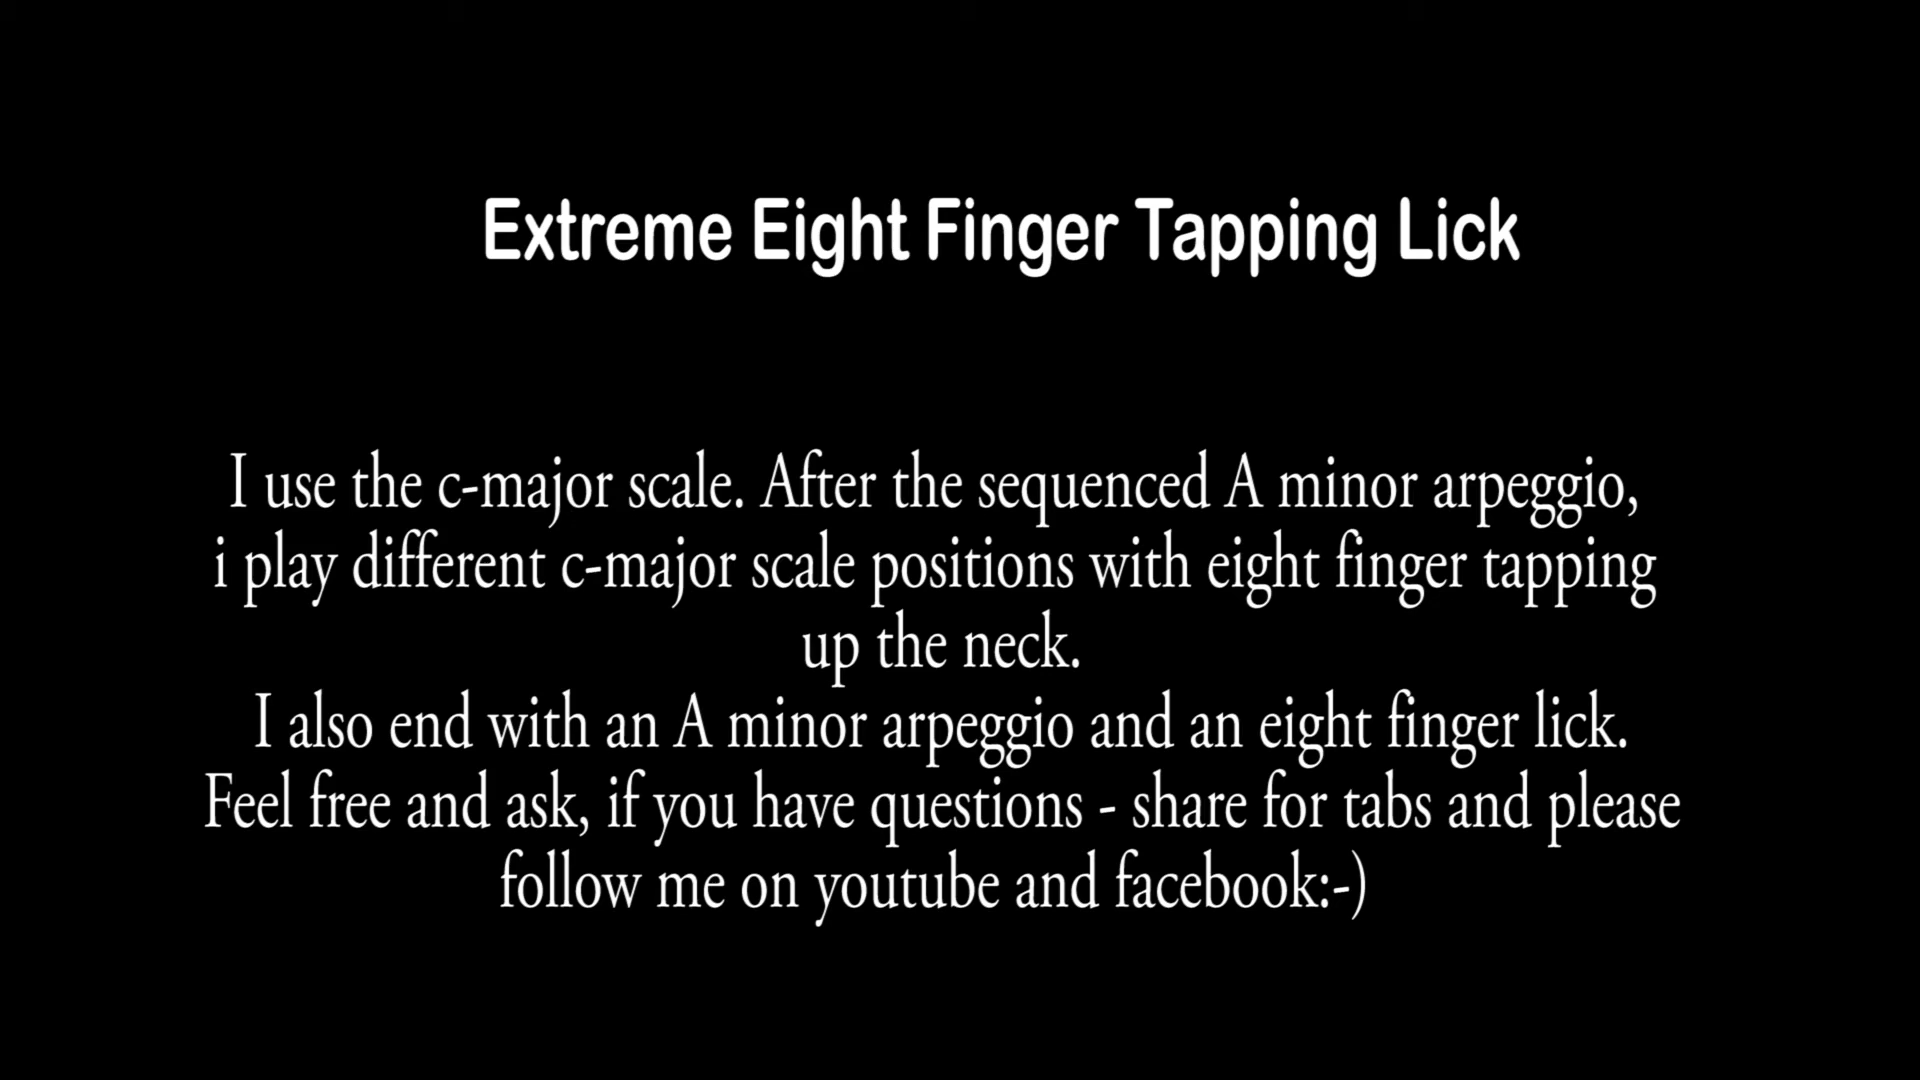 Extreme Eight Finger Tapping Lick
I use the c-major scale. After the sequenced A minor arpeggio,
i play different c-major scale positions with eight finger tapping
up the neck.
I also end with an A minor arpeggio and an eight finger lick.
Feel free and ask, if you have questions - share for tabs and please
follow me on youtube and facebook:-)